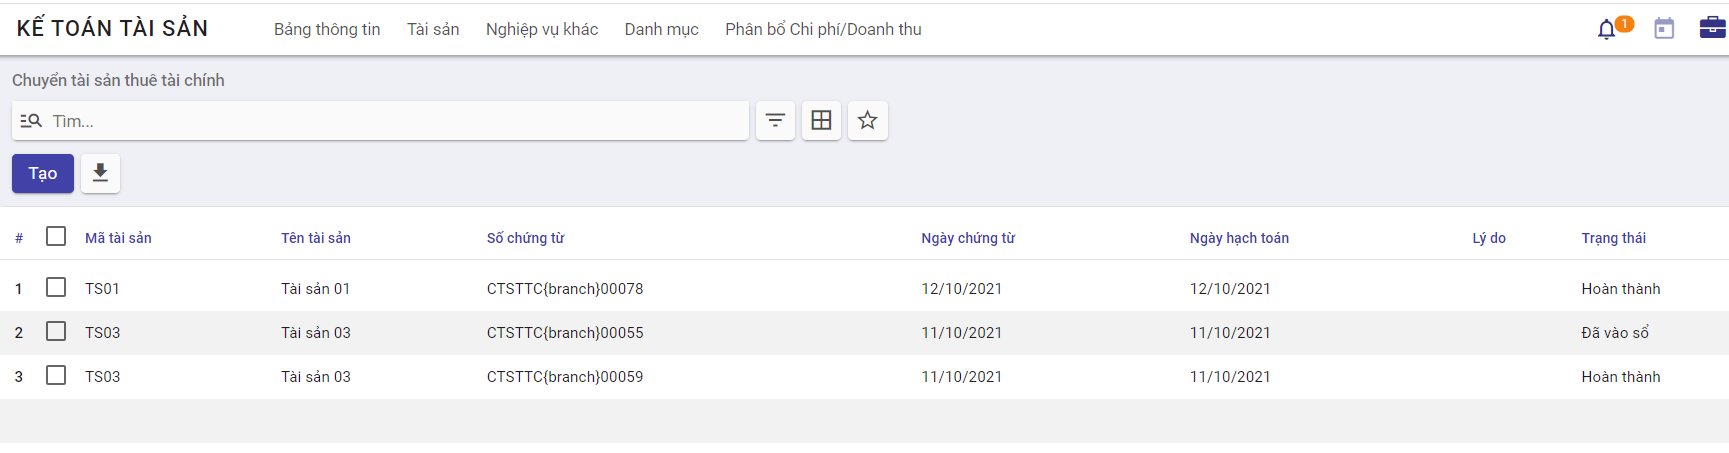 KẾ TOÁN TÀI SẢN Bảng thông tin Tài sản Nghiệp vụ khác Danh mục Phân bổ Chi phí/Doanh thu 1
Chuyển tài sản thuê tài chính
Tìm...
Tạo
# Mã tài sản Tên tài sản Số chứng từ Ngày chứng từ Ngày hạch toán Lý do Trạng thái
1 TS01 Tài sản 01 CTSTTC{branch}00078 12/10/2021 12/10/2021 Hoàn thành
2 TS03 Tài sản 03 CTSTTC{branch}00055 11/10/2021 11/10/2021 Đã vào sổ
3 TS03 Tài sản 03 CTSTTC{branch}00059 11/10/2021 11/10/2021 Hoàn thành